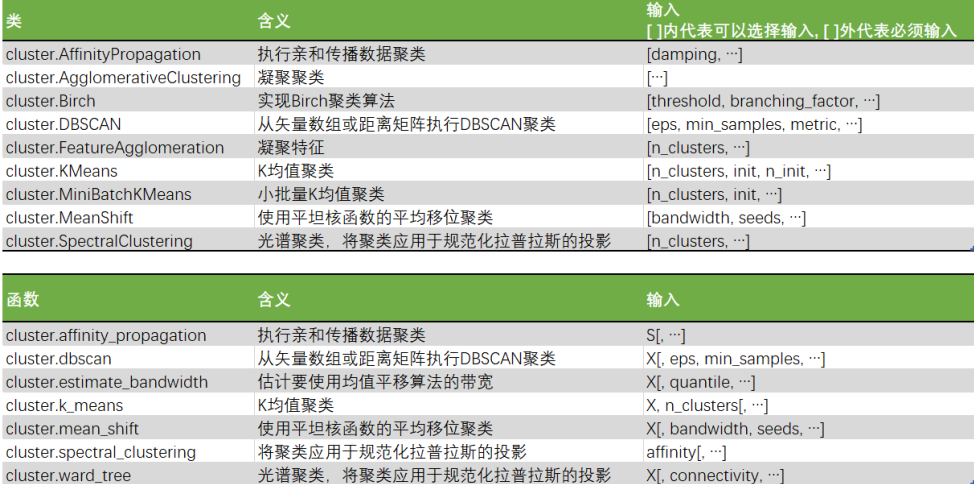 类 含义 输入
[ ]内代表可以选择输入, [ ]外代表必须输入
cluster.AffinityPropagation 执行亲和传播数据聚类 [damping, …]
cluster.AgglomerativeClustering 凝聚聚类 […]
cluster.Birch 实现Birch聚类算法 [threshold, branching_factor, …]
cluster.DBSCAN 从矢量数组或距离矩阵执行DBSCAN聚类 [eps, min_samples, metric, …]
cluster.FeatureAgglomeration 凝聚特征 [n_clusters, …]
cluster.KMeans K均值聚类 [n_clusters, init, n_init, …]
cluster.MiniBatchKMeans 小批量K均值聚类 [n_clusters, init, …]
cluster.MeanShift 使用平坦核函数的平均移位聚类 [bandwidth, seeds, …]
cluster.SpectralClustering 光谱聚类，将聚类应用于规范化拉普拉斯的投影 [n_clusters, …]
函数 含义 输入
cluster.affinity_propagation 执行亲和传播数据聚类 S[, …]
cluster.dbscan 从矢量数组或距离矩阵执行DBSCAN聚类 X[, eps, min_samples, …]
cluster.estimate_bandwidth 估计要使用均值平移算法的带宽 X[, quantile, …]
cluster.k_means K均值聚类 X, n_clusters[, …]
cluster.mean_shift 使用平坦核函数的平均移位聚类 X[, bandwidth, seeds, …]
cluster.spectral_clustering 将聚类应用于规范化拉普拉斯的投影 affinity[, …]
cluster.ward_tree 光谱聚类，将聚类应用于规范化拉普拉斯的投影 X[, connectivity, …]